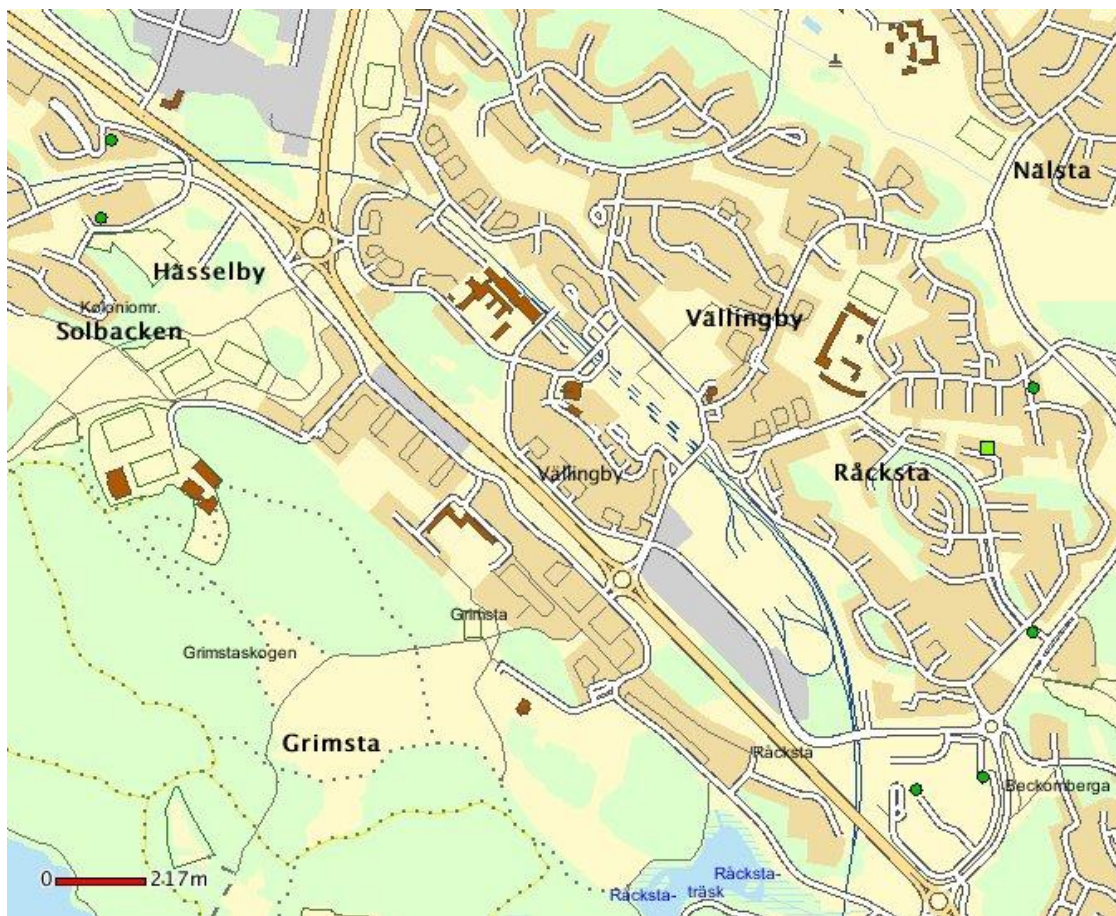 Nälsta
Hässelby
Koloniomr.
Solbacken
Vällingby
Råcksta
Vällingby
Grimsta
Grimstaskogen
Grimsta
Råcksta
Beckomberga
Råcksta-
träsk
Råcksta-
0 217m